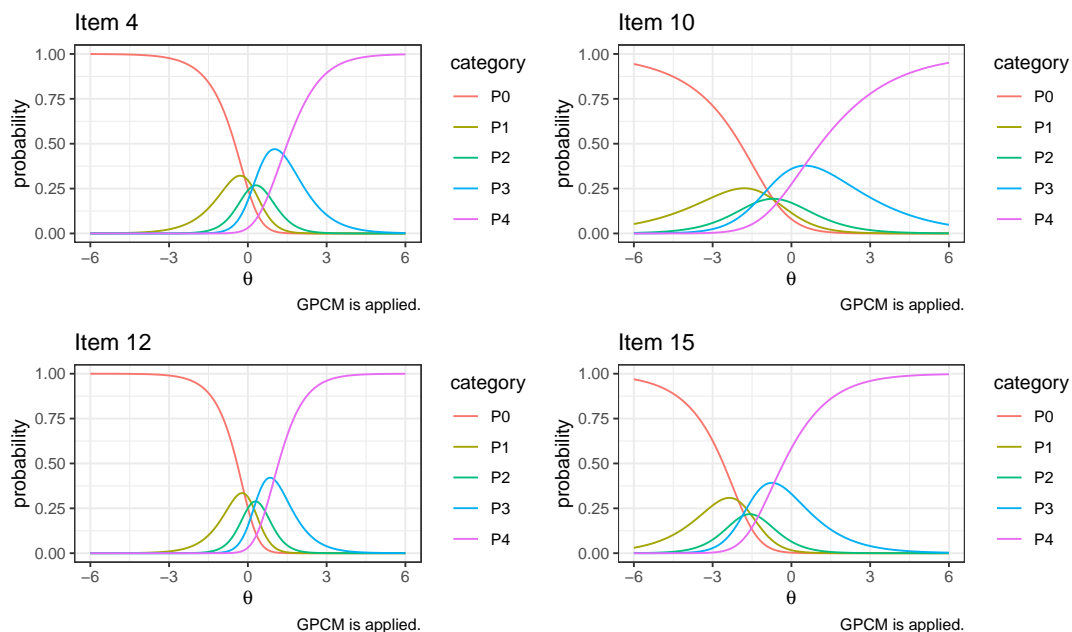 Item 4
1.00
0.75
0.50
0.25
0.00
probability
−6 −3 0 3 6
θ
category
P0
P1
P2
P3
P4
GPCM is applied.
Item 10
1.00
0.75
0.50
0.25
0.00
probability
−6 −3 0 3 6
θ
category
P0
P1
P2
P3
P4
GPCM is applied.
Item 12
1.00
0.75
0.50
0.25
0.00
probability
−6 −3 0 3 6
θ
category
P0
P1
P2
P3
P4
GPCM is applied.
Item 15
1.00
0.75
0.50
0.25
0.00
probability
−6 −3 0 3 6
θ
category
P0
P1
P2
P3
P4
GPCM is applied.